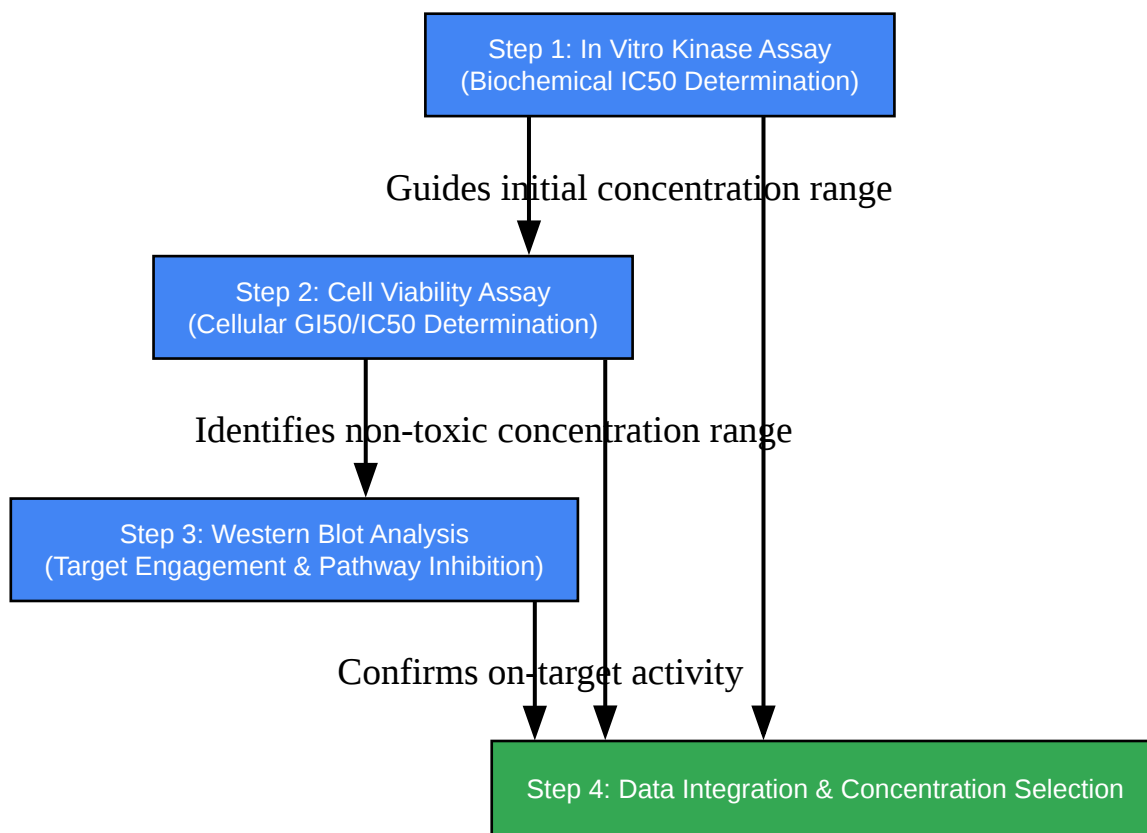 Step 1: In Vitro Kinase Assay
(Biochemical IC50 Determination)
Guides initial concentration range
Step 2: Cell Viability Assay
(Cellular GI50/IC50 Determination)
Identifies non-toxic concentration range
Step 3: Western Blot Analysis
(Target Engagement & Pathway Inhibition)
Confirms on-target activity
Step 4: Data Integration & Concentration Selection